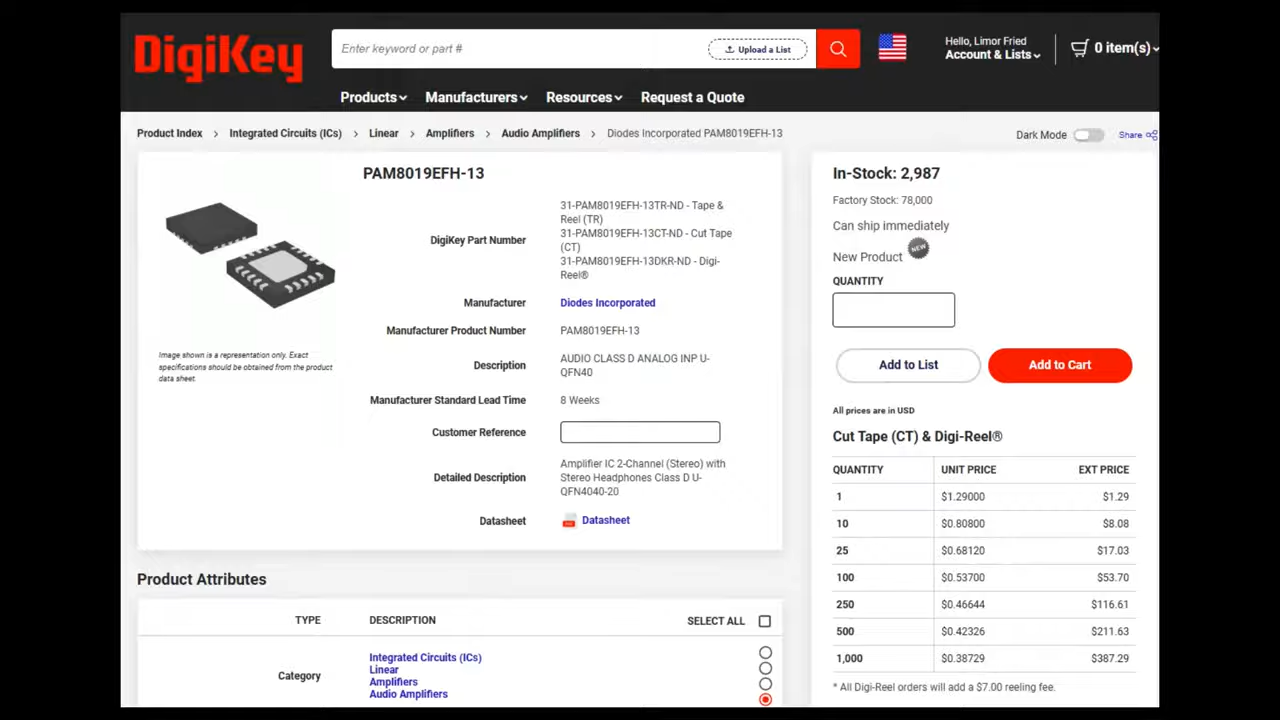 DigiKey
Enter keyword or part #
Upload a List
Hello, Limor Fried
Account & Lists
0 item(s)
Products
Manufacturers
Resources
Request a Quote
Product Index > Integrated Circuits (ICs) > Linear > Amplifiers > Audio Amplifiers > Diodes Incorporated PAM8019EFH-13
Dark Mode
Share
PAM8019EFH-13
Image shown is a representation only. Exact
specifications should be obtained from the product
data sheet.
DigiKey Part Number
31-PAM8019EFH-13TR-ND - Tape &
Reel (TR)
31-PAM8019EFH-13CT-ND - Cut Tape
(CT)
31-PAM8019EFH-13DKR-ND - Digi-
Reel®
Manufacturer
Diodes Incorporated
Manufacturer Product Number
PAM8019EFH-13
Description
AUDIO CLASS D ANALOG INP U-
QFN40
Manufacturer Standard Lead Time
8 Weeks
Customer Reference
Detailed Description
Amplifier IC 2-Channel (Stereo) with
Stereo Headphones Class D U-
QFN4040-20
Datasheet
Datasheet
In-Stock: 2,987
Factory Stock: 78,000
Can ship immediately
New Product
NEW
QUANTITY
Add to List
Add to Cart
All prices are in USD
Cut Tape (CT) & Digi-Reel®
QUANTITY UNIT PRICE EXT PRICE
1 $1.29000 $1.29
10 $0.80800 $8.08
25 $0.68120 $17.03
100 $0.53700 $53.70
250 $0.46644 $116.61
500 $0.42326 $211.63
1,000 $0.38729 $387.29
* All Digi-Reel orders will add a $7.00 reeling fee.
Product Attributes
TYPE DESCRIPTION SELECT ALL
Category
Integrated Circuits (ICs)
Linear
Amplifiers
Audio Amplifiers